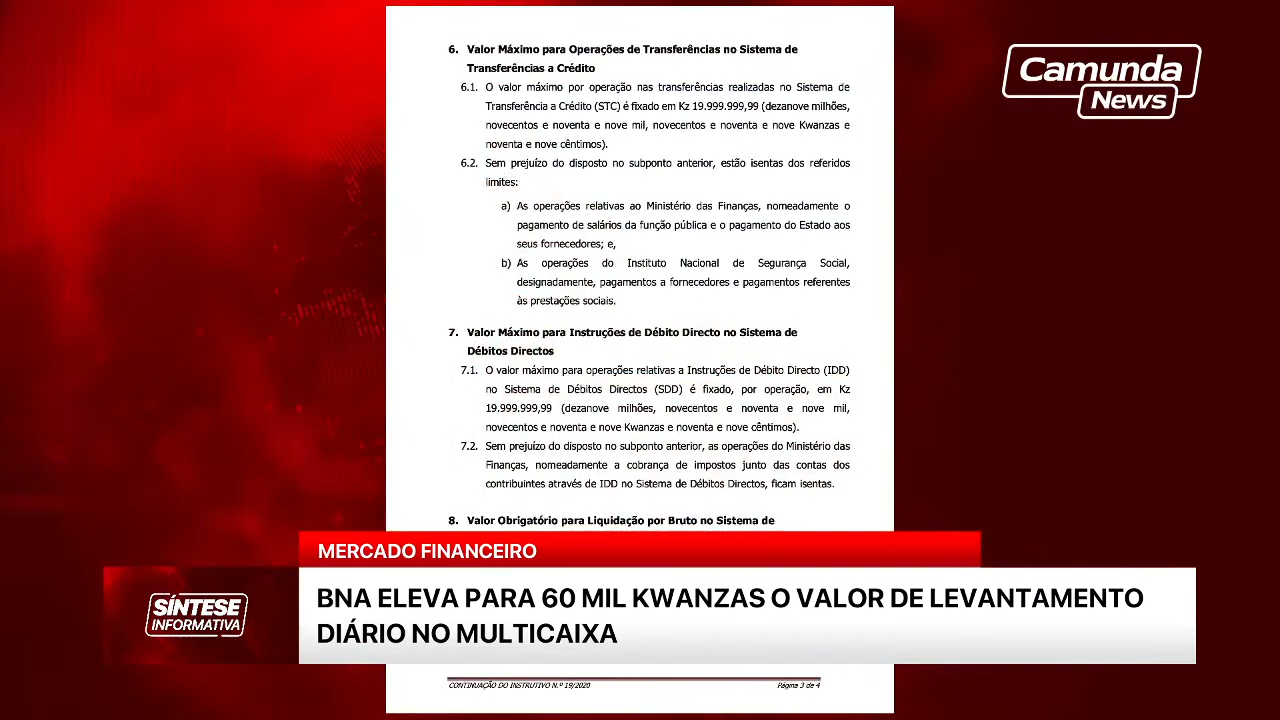 6. Valor Máximo para Operações de Transferências no Sistema de
Transferências a Crédito
6.1. O valor máximo por operação nas transferências realizadas no Sistema de
Transferência a Crédito (STC) é fixado em Kz 19.999.999,99 (dezanove milhões,
novecentos e noventa e nove mil, novecentos e noventa e nove Kwanzas e
noventa e nove cêntimos).
6.2. Sem prejuízo do disposto no subponto anterior, estão isentas dos referidos
limites:
a) As operações relativas ao Ministério das Finanças, nomeadamente o
pagamento de salários da função pública e o pagamento do Estado aos
seus fornecedores; e,
b) As operações do Instituto Nacional de Segurança Social,
designadamente, pagamentos a fornecedores e pagamentos referentes
às prestações sociais.
7. Valor Máximo para Instruções de Débito Directo no Sistema de
Débitos Directos
7.1. O valor máximo para operações relativas a Instruções de Débito Directo (IDD)
no Sistema de Débitos Directos (SDD) é fixado, por operação, em Kz
19.999.999,99 (dezanove milhões, novecentos e noventa e nove mil,
novecentos e noventa e nove Kwanzas e noventa e nove cêntimos).
7.2. Sem prejuízo do disposto no subponto anterior, as operações do Ministério das
Finanças, nomeadamente a cobrança de impostos junto das contas dos
contribuintes através de IDD no Sistema de Débitos Directos, ficam isentas.
8. Valor Obrigatório para Liquidação por Bruto no Sistema de
Camunda
News
MERCADO FINANCEIRO
SÍNTESE
INFORMATIVA
BNA ELEVA PARA 60 MIL KWANZAS O VALOR DE LEVANTAMENTO
DIÁRIO NO MULTICAIXA
CONTINUAÇÃO DO INSTRUTIVO N.º 19/2020
Página 3 de 4